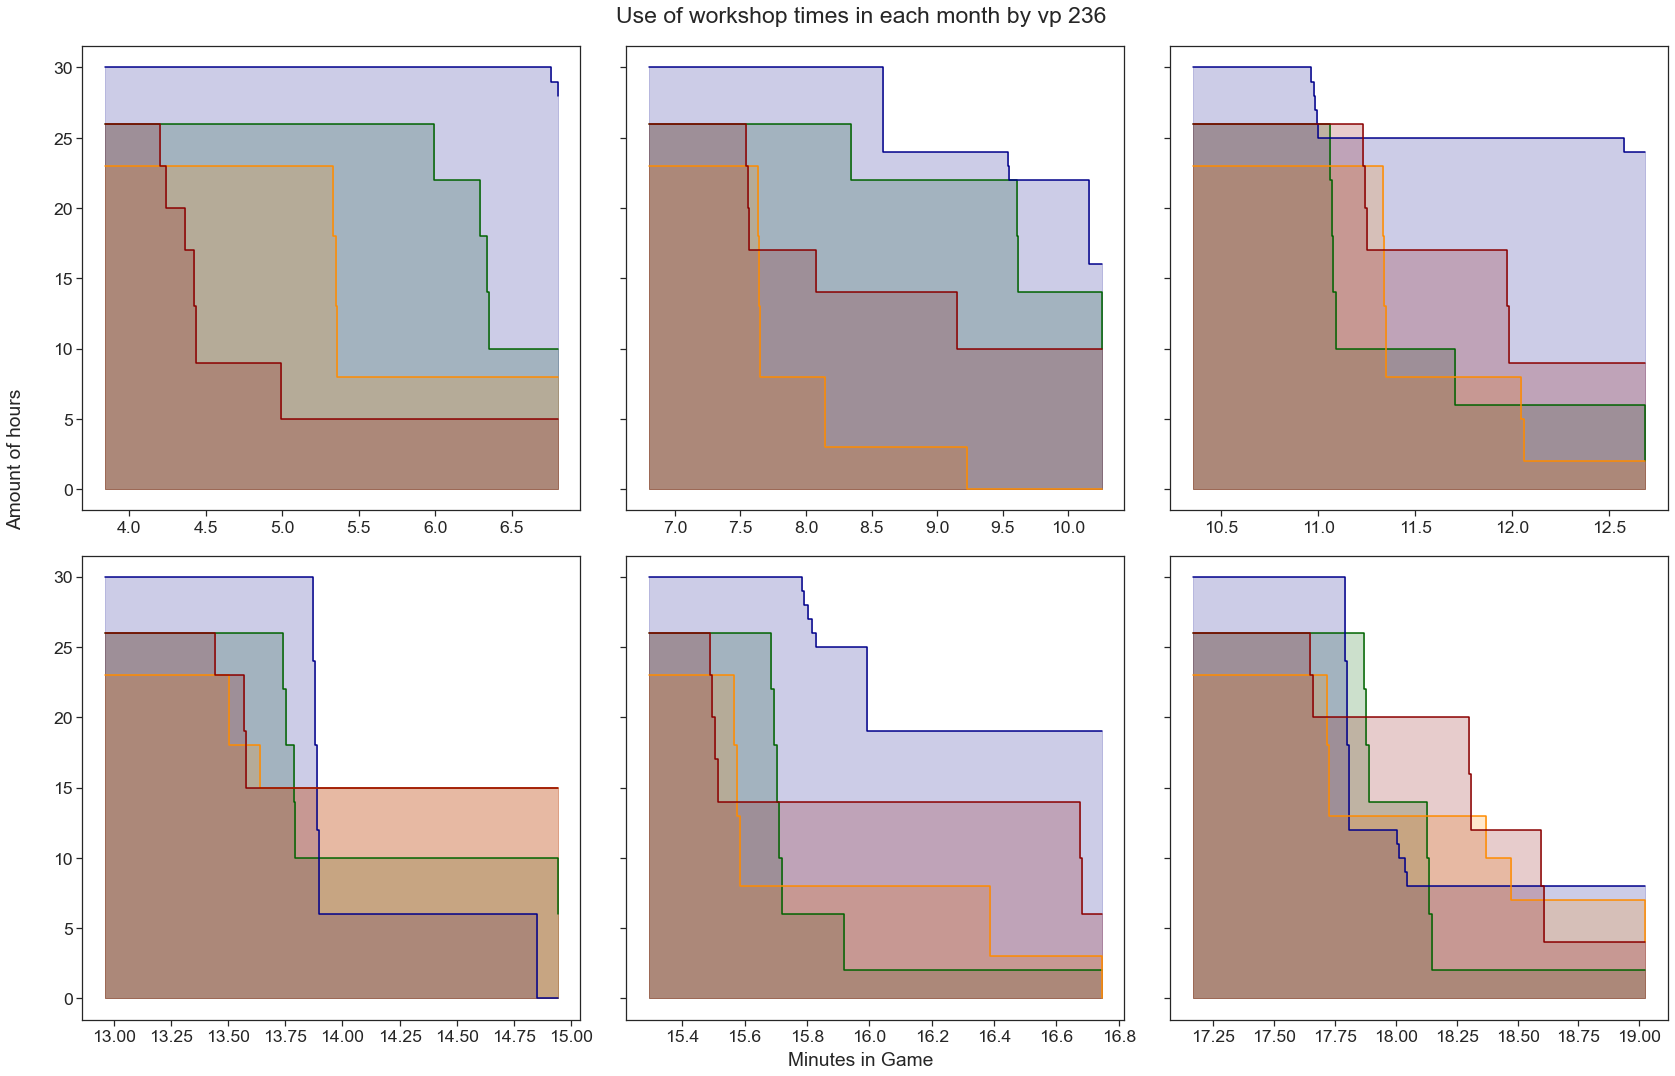 Use of workshop times in each month by vp 236
Amount of hours
30
25
20
15
10
5
0
4.0 4.5 5.0 5.5 6.0 6.5
7.0 7.5 8.0 8.5 9.0 9.5 10.0
10.5 11.0 11.5 12.0 12.5
30
25
20
15
10
5
0
13.00 13.25 13.50 13.75 14.00 14.25 14.50 14.75 15.00
15.4 15.6 15.8 16.0 16.2 16.4 16.6 16.8
17.25 17.50 17.75 18.00 18.25 18.50 18.75 19.00
Minutes in Game